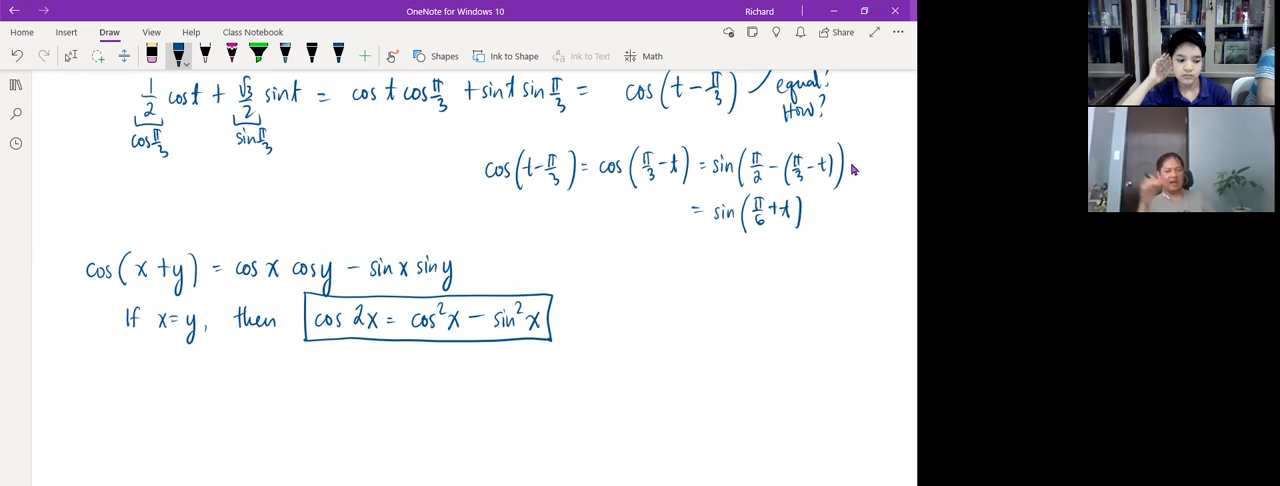 OneNote for Windows 10
Richard
Home Insert Draw View Help Class Notebook
Share
Shapes Ink to Shape Ink to Text Math
1/2 cos t + √3/2 sin t = cos t cos π/3 + sin t sin π/3 = cos(t − π/3)
cos π/3 sin π/3
equal?
How?
cos(t − π/3) = cos(π/3 − t) = sin(π/2 − (π/3 − t))
= sin(π/6 + t)
cos(x + y) = cos x cos y − sin x sin y
If x = y, then cos 2x = cos²x − sin²x